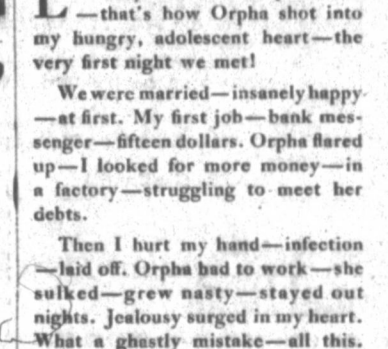 —that's how Orpha shot into
my hungry, adolescent heart—the
very first night we met!
We were married—insanely happy
—at first. My first job—bank mes-
senger—fifteen dollars. Orpha flared
up—I looked for more money—in
a factory—struggling to meet her
debts.
Then I hurt my hand—infection
—laid off. Orpha had to work—she
sulked—grew nasty—stayed out
nights. Jealousy surged in my heart.
What a ghastly mistake—all this.